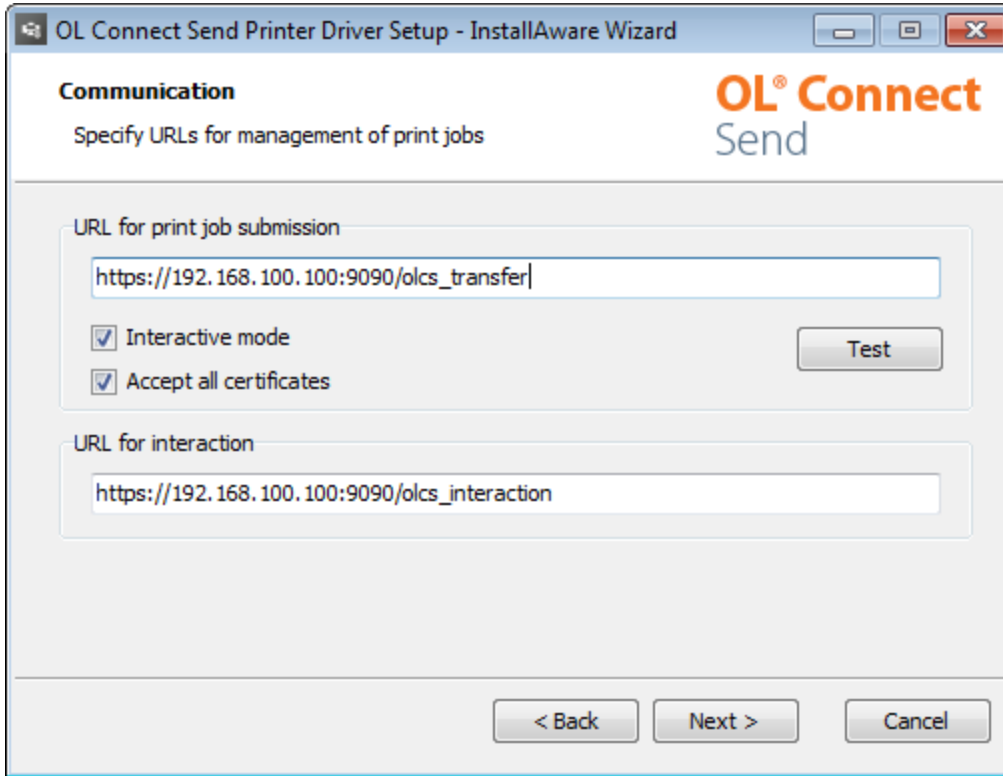 OL Connect Send Printer Driver Setup - InstallAware Wizard
Communication
Specify URLs for management of print jobs
OL® Connect
Send
URL for print job submission
https://192.168.100.100:9090/olcs_transfer
Interactive mode
Test
Accept all certificates
URL for interaction
https://192.168.100.100:9090/olcs_interaction
< Back
Next >
Cancel